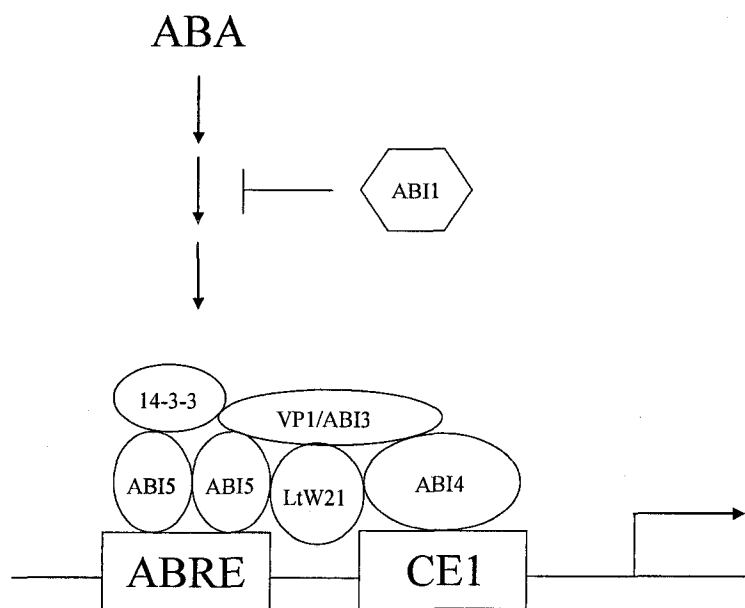 ABA
ABI1
14-3-3
VP1/ABI3
ABI5
ABI5
LtW21
ABI4
ABRE
CE1